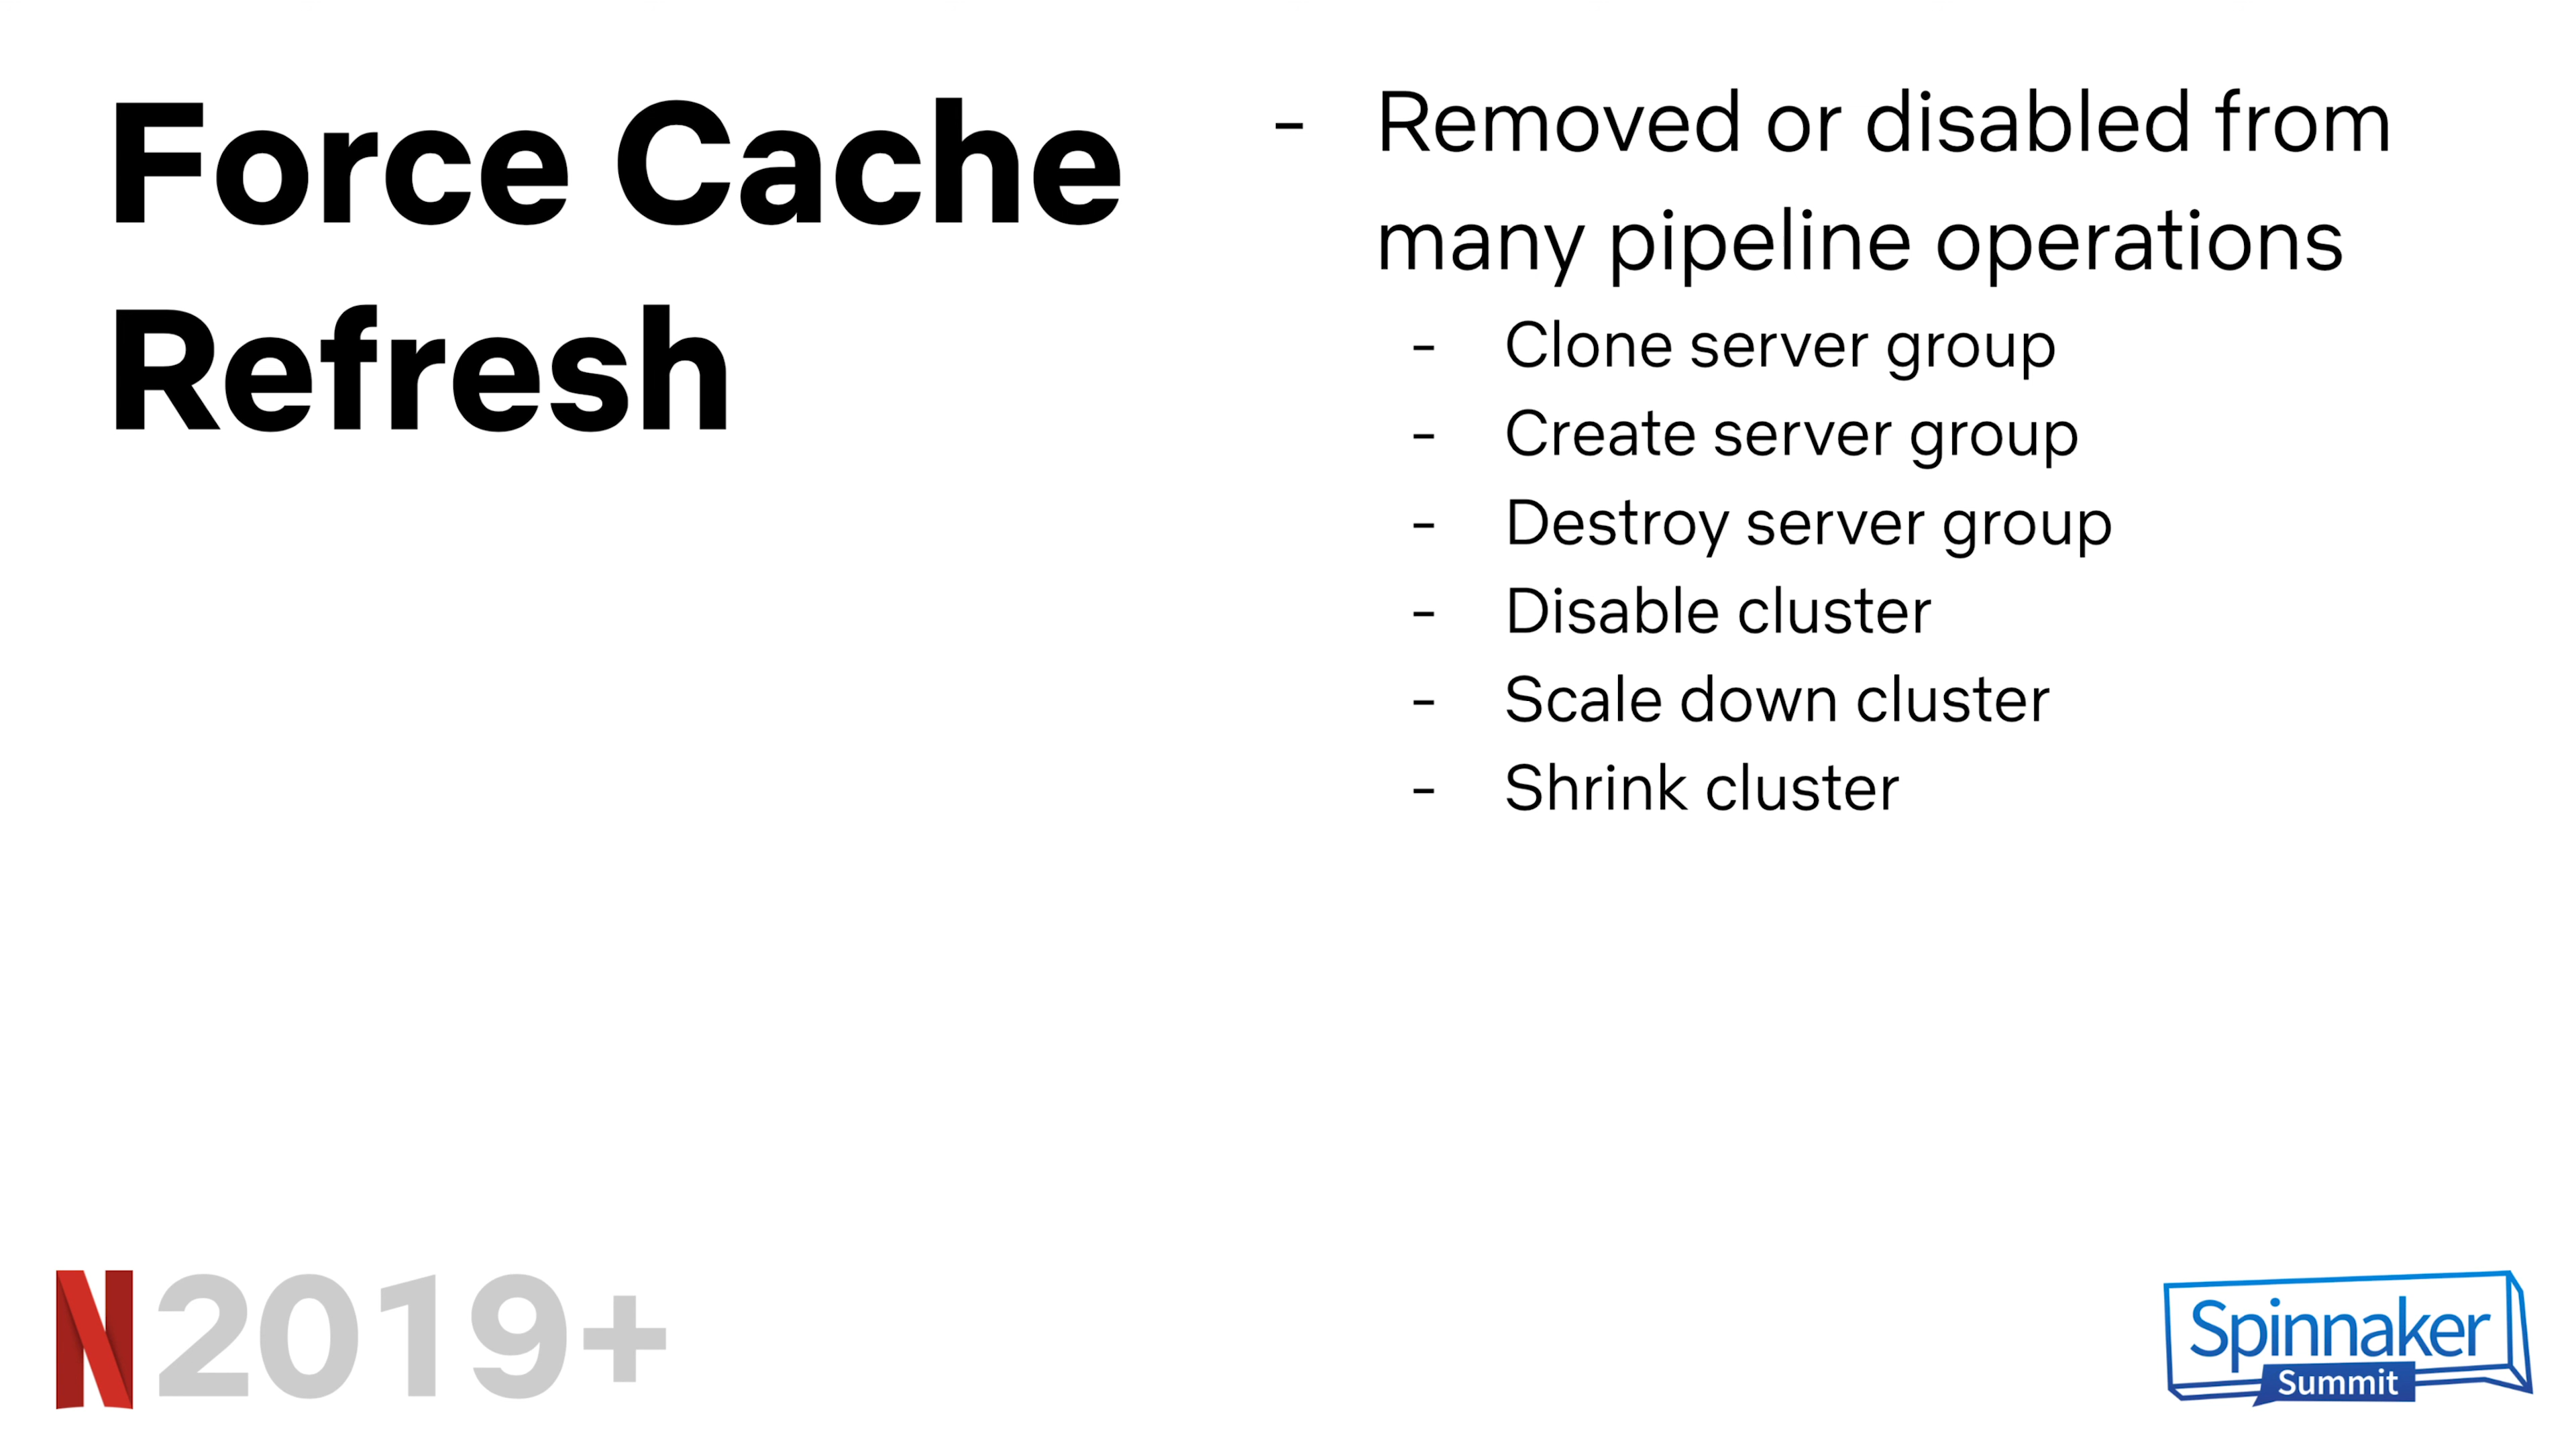 Force Cache
Refresh
- Removed or disabled from
many pipeline operations
- Clone server group
- Create server group
- Destroy server group
- Disable cluster
- Scale down cluster
- Shrink cluster
N 2019+
Spinnaker
Summit